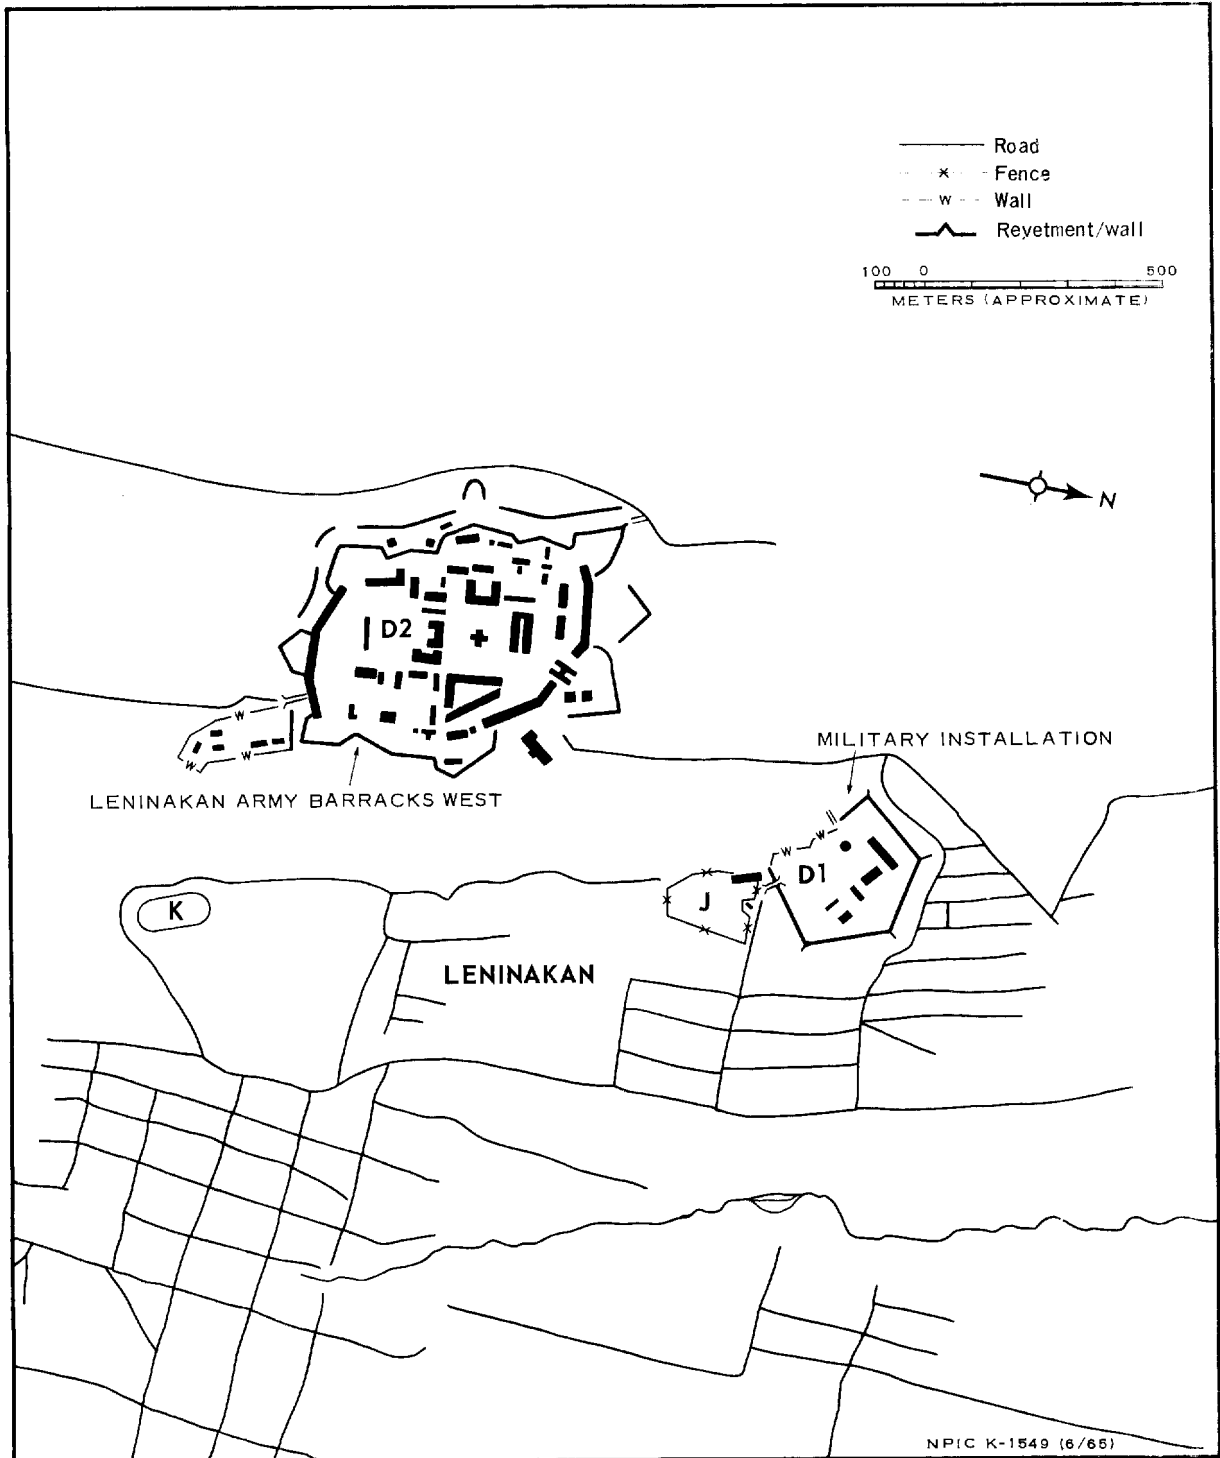 Road
x Fence
W Wall
Revetment/wall
100 0 500
METERS (APPROXIMATE)
N
D2
W
W
W
MILITARY INSTALLATION
LENINAKAN ARMY BARRACKS WEST
W
W
D1
J
K
LENINAKAN
NPIC K-1549 (6/65)